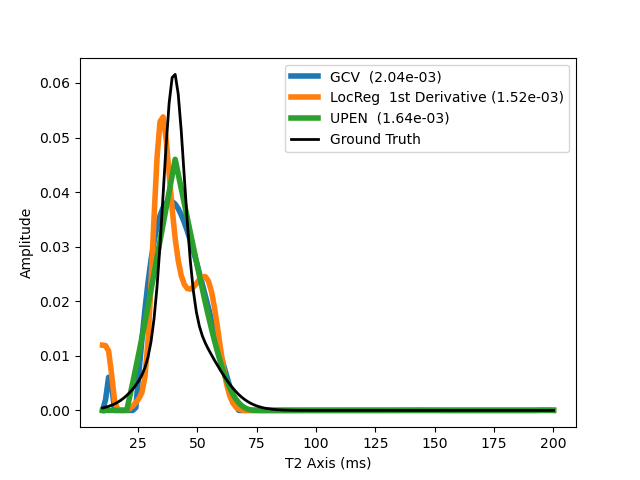 GCV  (2.04e-03)
LocReg  1st Derivative (1.52e-03)
UPEN  (1.64e-03)
Ground Truth
Amplitude
0.06
0.05
0.04
0.03
0.02
0.01
0.00
25 50 75 100 125 150 175 200
T2 Axis (ms)